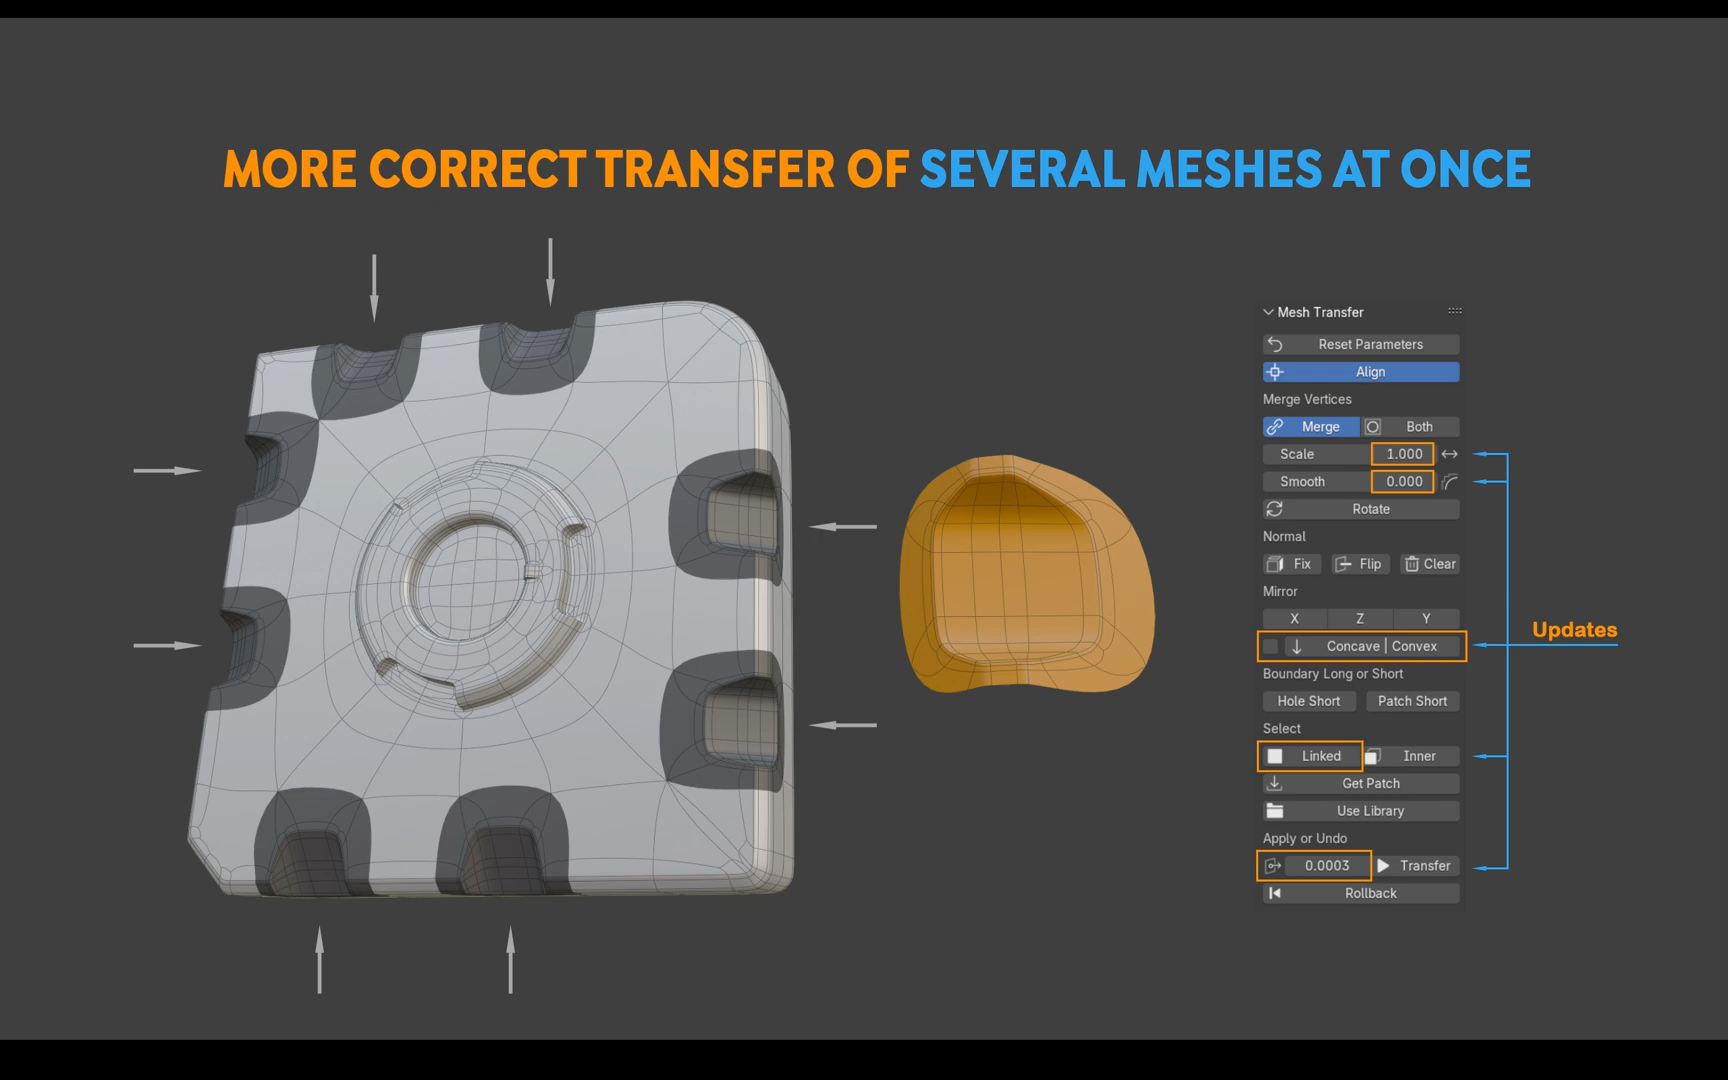 MORE CORRECT TRANSFER OF SEVERAL MESHES AT ONCE
Mesh Transfer
Reset Parameters
Align
Merge Vertices
Merge Both
Scale 1.000
Smooth 0.000
Rotate
Normal
Fix Flip Clear
Mirror
X Z Y
Updates
Concave | Convex
Boundary Long or Short
Hole Short Patch Short
Select
Linked Inner
Get Patch
Use Library
Apply or Undo
0.0003 Transfer
Rollback